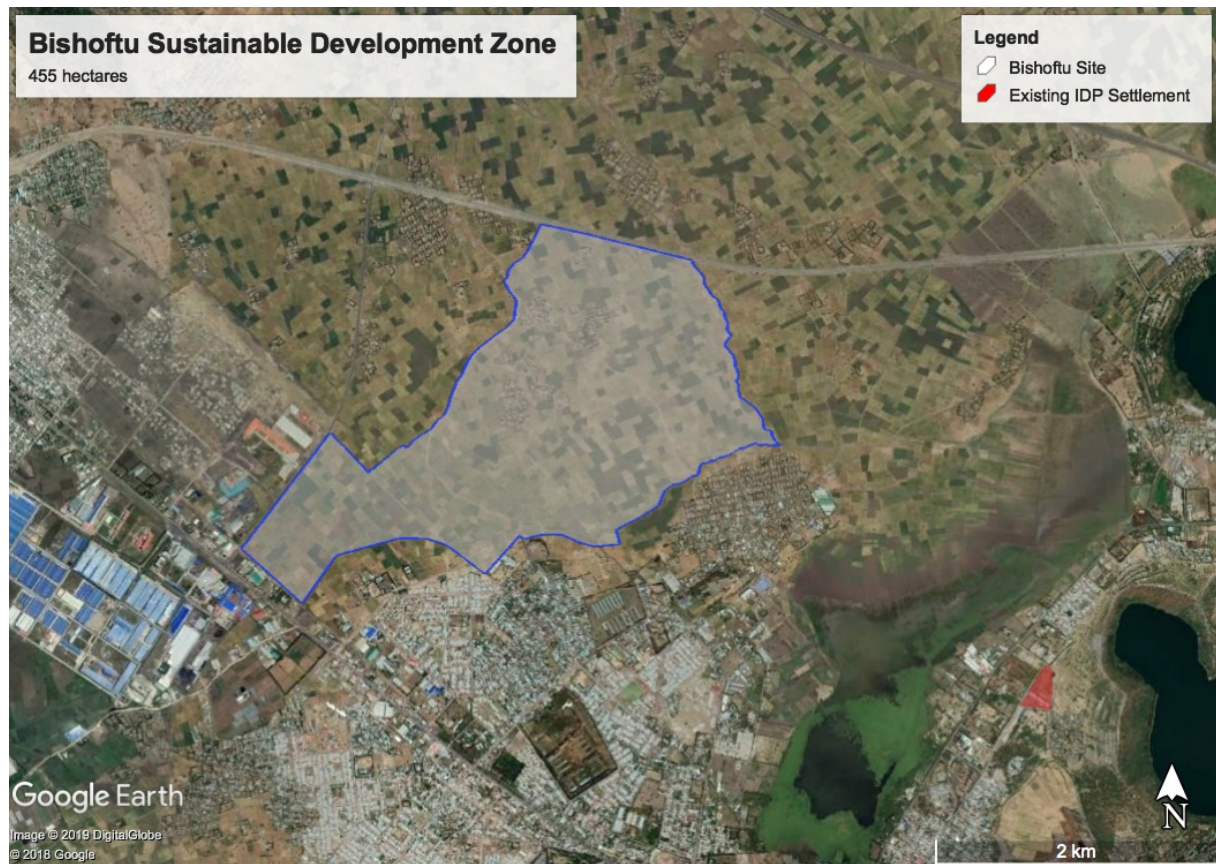 Bishoftu Sustainable Development Zone
455 hectares
Legend
Bishoftu Site
Existing IDP Settlement
Google Earth
Image © 2019 DigitalGlobe
© 2018 Google
N
2 km